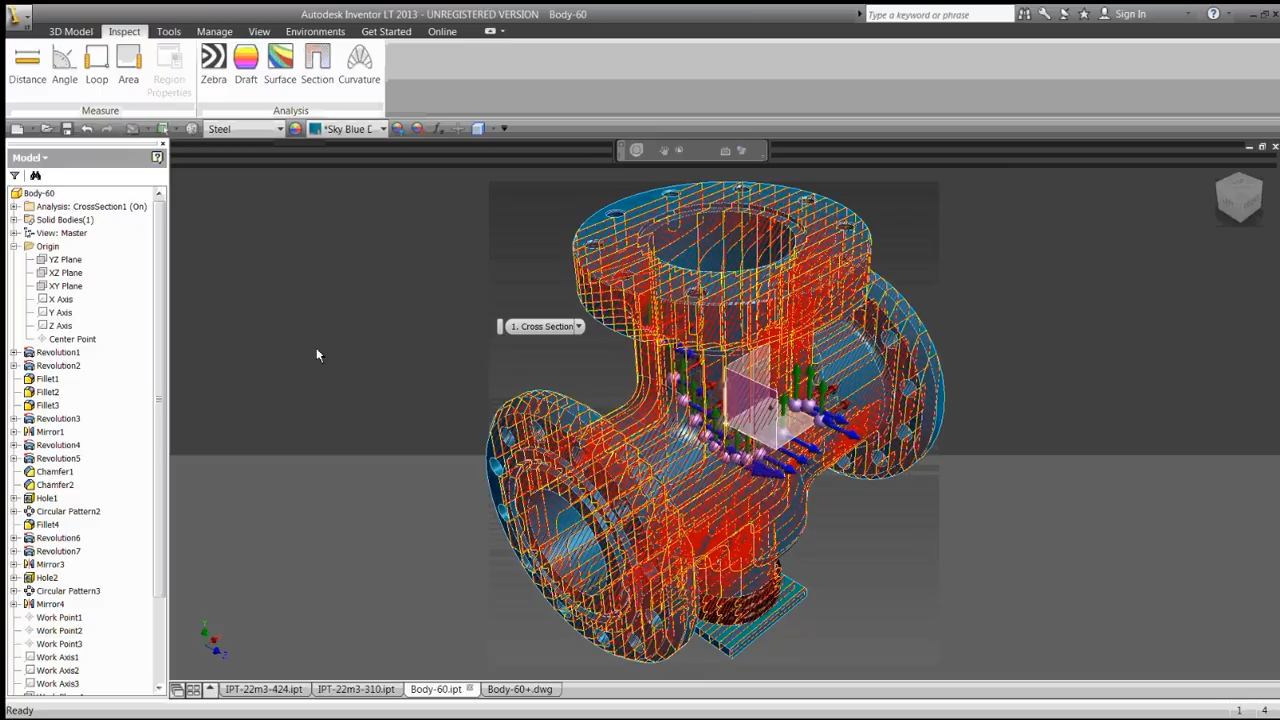 Autodesk Inventor LT 2013 - UNREGISTERED VERSION Body-60
Type a keyword or phrase
Sign In
3D Model Inspect Tools Manage View Environments Get Started Online
Distance Angle Loop Area Region Properties Zebra Draft Surface Section Curvature
Measure Analysis
Steel *Sky Blue D
Model
Body-60
Analysis: CrossSection1 (On)
Solid Bodies(1)
View: Master
Origin
YZ Plane
XZ Plane
XY Plane
X Axis
Y Axis
Z Axis
Center Point
Revolution1
Revolution2
Fillet1
Fillet2
Fillet3
Revolution3
Mirror1
Revolution4
Revolution5
Chamfer1
Chamfer2
Hole1
Circular Pattern2
Fillet4
Revolution6
Revolution7
Mirror3
Hole2
Circular Pattern3
Mirror4
Work Point1
Work Point2
Work Point3
Work Axis1
Work Axis2
Work Axis3
1. Cross Section
IPT-22m3-424.ipt IPT-22m3-310.ipt Body-60.ipt Body-60+.dwg
Ready 1 4